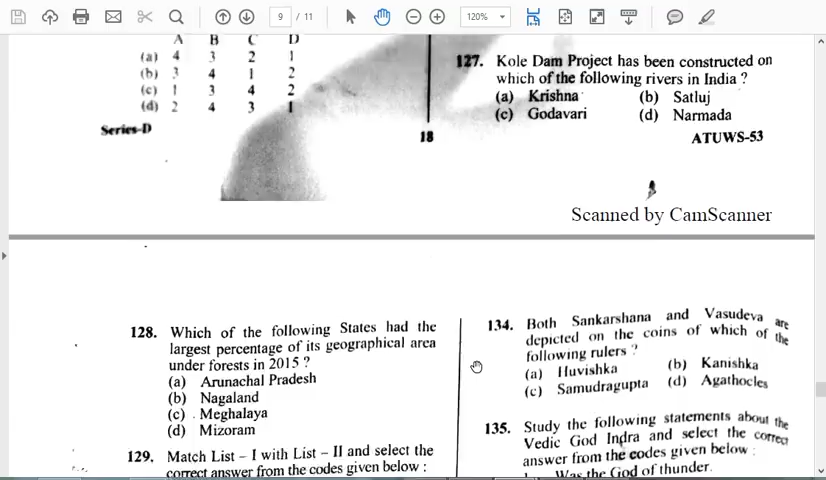 9 / 11
120%
A B C D
(a) 4 3 2 1
(b) 3 4 1 2
(c) 1 3 4 2
(d) 2 4 3 1
Series-D
18
127. Kole Dam Project has been constructed on
which of the following rivers in India ?
(a) Krishna (b) Satluj
(c) Godavari (d) Narmada
ATUWS-53
Scanned by CamScanner
128. Which of the following States had the
largest percentage of its geographical area
under forests in 2015 ?
(a) Arunachal Pradesh
(b) Nagaland
(c) Meghalaya
(d) Mizoram
129. Match List – I with List – II and select the
correct answer from the codes given below :
134. Both Sankarshana and Vasudeva are
depicted on the coins of which of the
following rulers ?
(a) Huvishka (b) Kanishka
(c) Samudragupta (d) Agathocles
135. Study the following statements about the
Vedic God Indra and select the correct
answer from the codes given below :
Was the God of thunder.